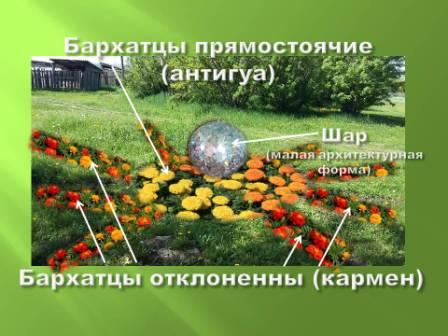 Бархатцы прямостоячие
(антигуа)
Шар
(малая архитектурная
форма)
Бархатцы отклоненны (кармен)